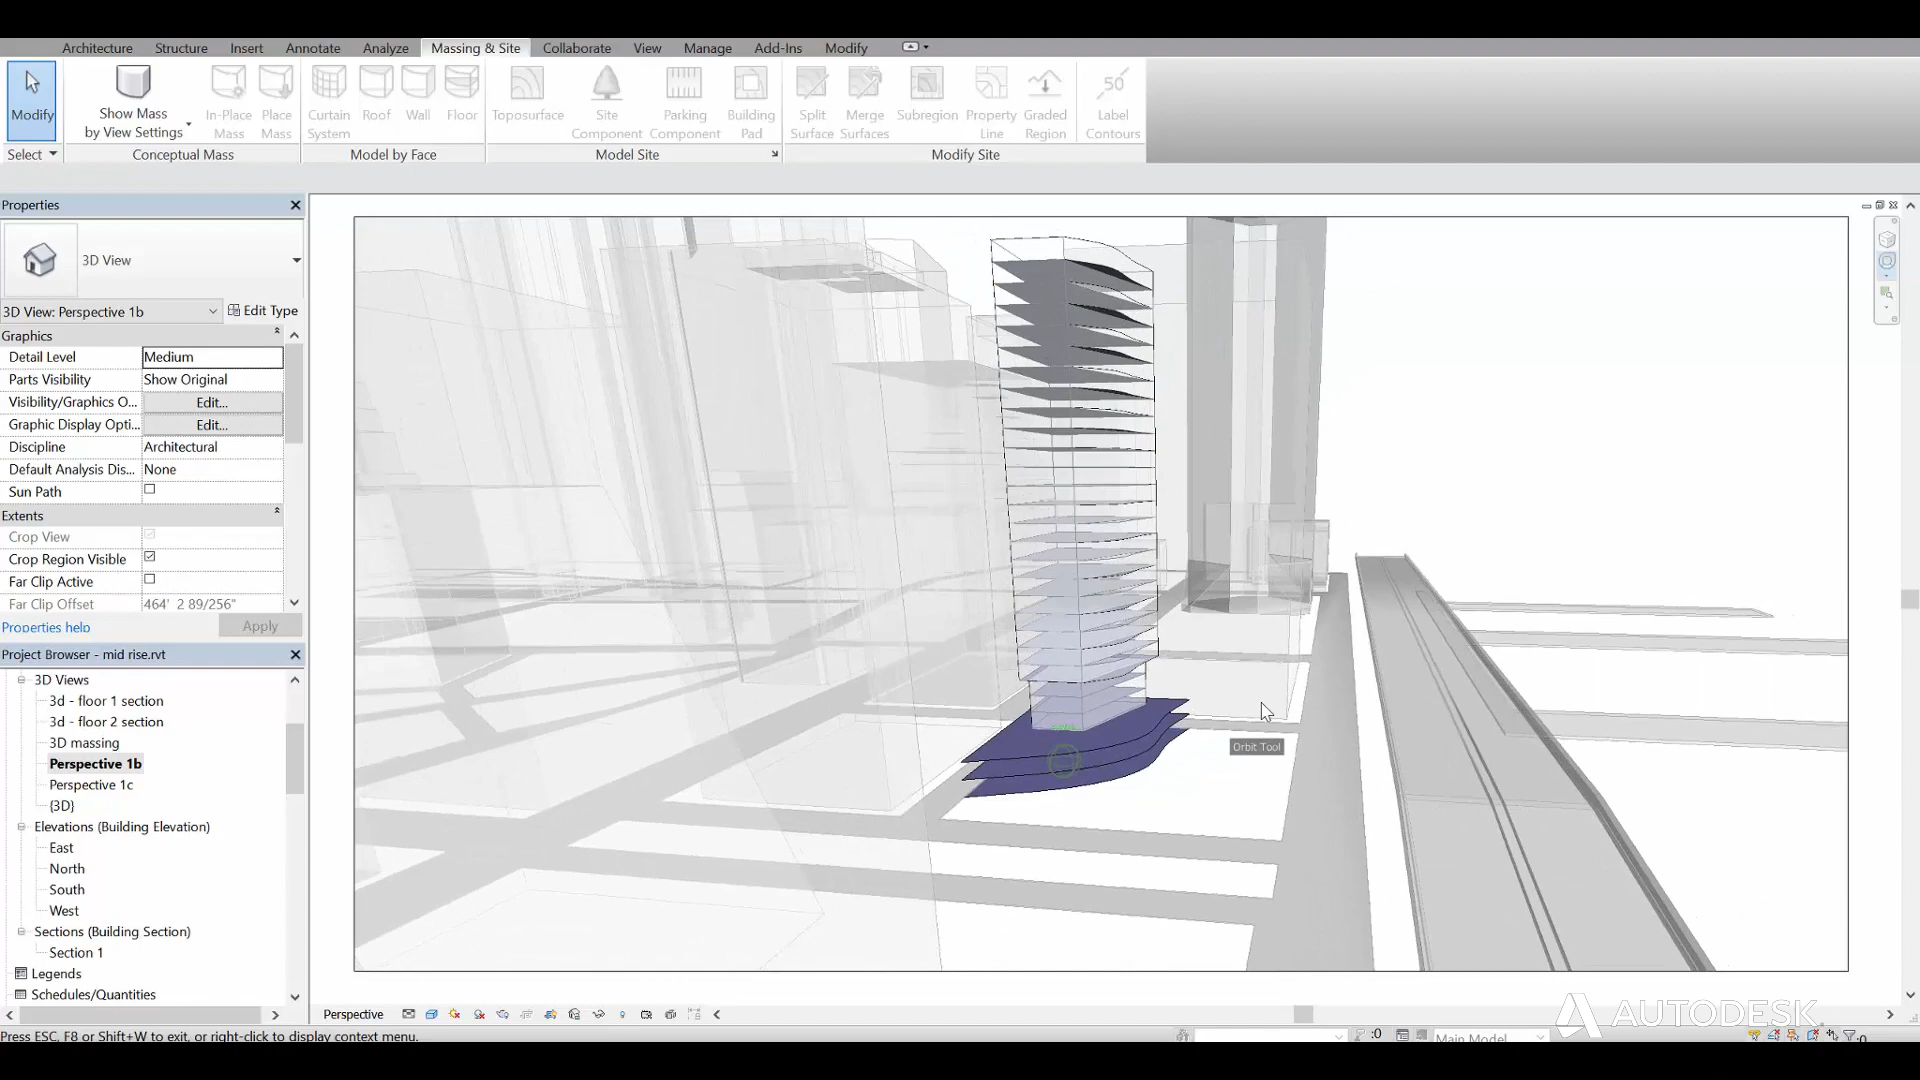 Architecture Structure Insert Annotate Analyze Massing & Site Collaborate View Manage Add-Ins Modify
Modify
Show Mass
by View Settings
In-Place
Mass
Place
Mass
Curtain
System
Roof
Wall
Floor
Toposurface
Site
Component
Parking
Component
Building
Pad
Split
Surface
Merge
Surfaces
Subregion
Property
Line
Graded
Region
50
Label
Contours
Select Conceptual Mass Model by Face Model Site Modify Site
Properties
3D View
3D View: Perspective 1b Edit Type
Graphics
Detail Level Medium
Parts Visibility Show Original
Visibility/Graphics O... Edit...
Graphic Display Opti... Edit...
Discipline Architectural
Default Analysis Dis... None
Sun Path
Extents
Crop View
Crop Region Visible
Far Clip Active
Far Clip Offset 464' 2 89/256"
Properties help Apply
Project Browser - mid rise.rvt
3D Views
3d - floor 1 section
3d - floor 2 section
3D massing
Perspective 1b
Perspective 1c
{3D}
Elevations (Building Elevation)
East
North
South
West
Sections (Building Section)
Section 1
Legends
Schedules/Quantities
Orbit Tool
Perspective
AUTODESK
Press ESC, F8 or Shift+W to exit, or right-click to display context menu.
:0
Main Model
:0